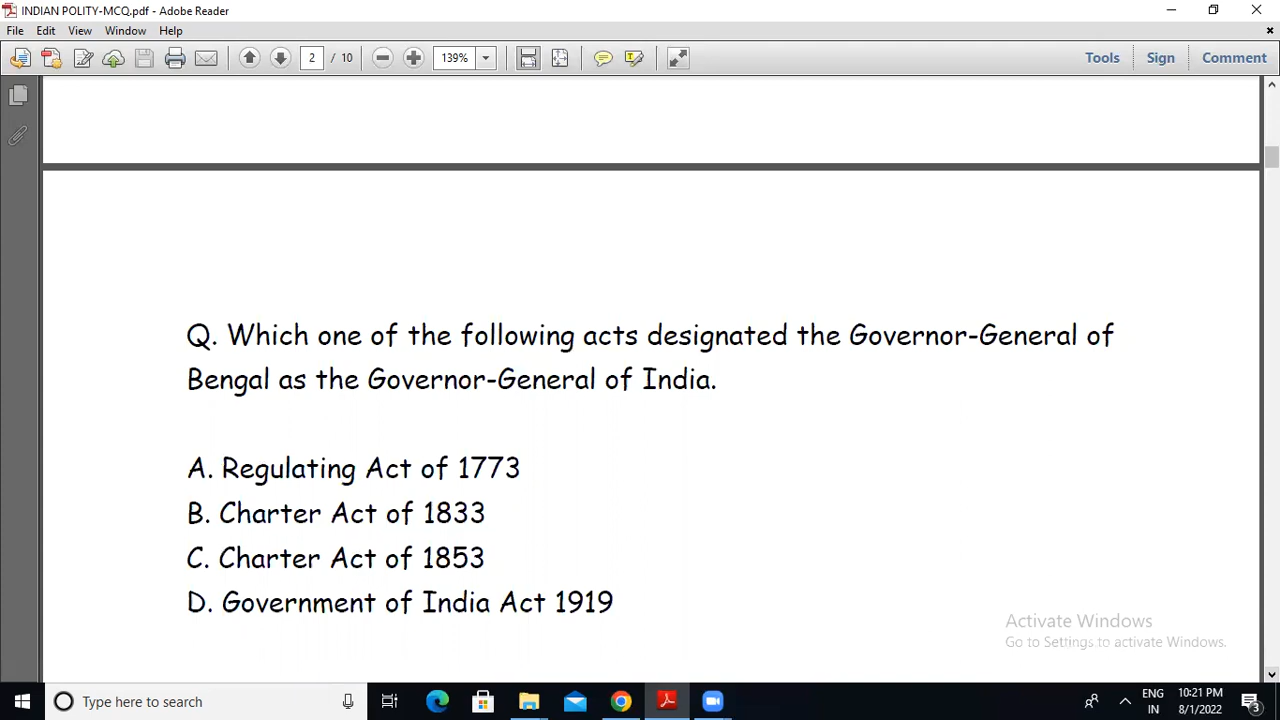 INDIAN POLITY-MCQ.pdf - Adobe Reader
File Edit View Window Help
2 / 10 139% Tools Sign Comment
Q. Which one of the following acts designated the Governor-General of
Bengal as the Governor-General of India.
A. Regulating Act of 1773
B. Charter Act of 1833
C. Charter Act of 1853
D. Government of India Act 1919
Activate Windows
Go to Settings to activate Windows.
Type here to search
ENG
IN
10:21 PM
8/1/2022
3